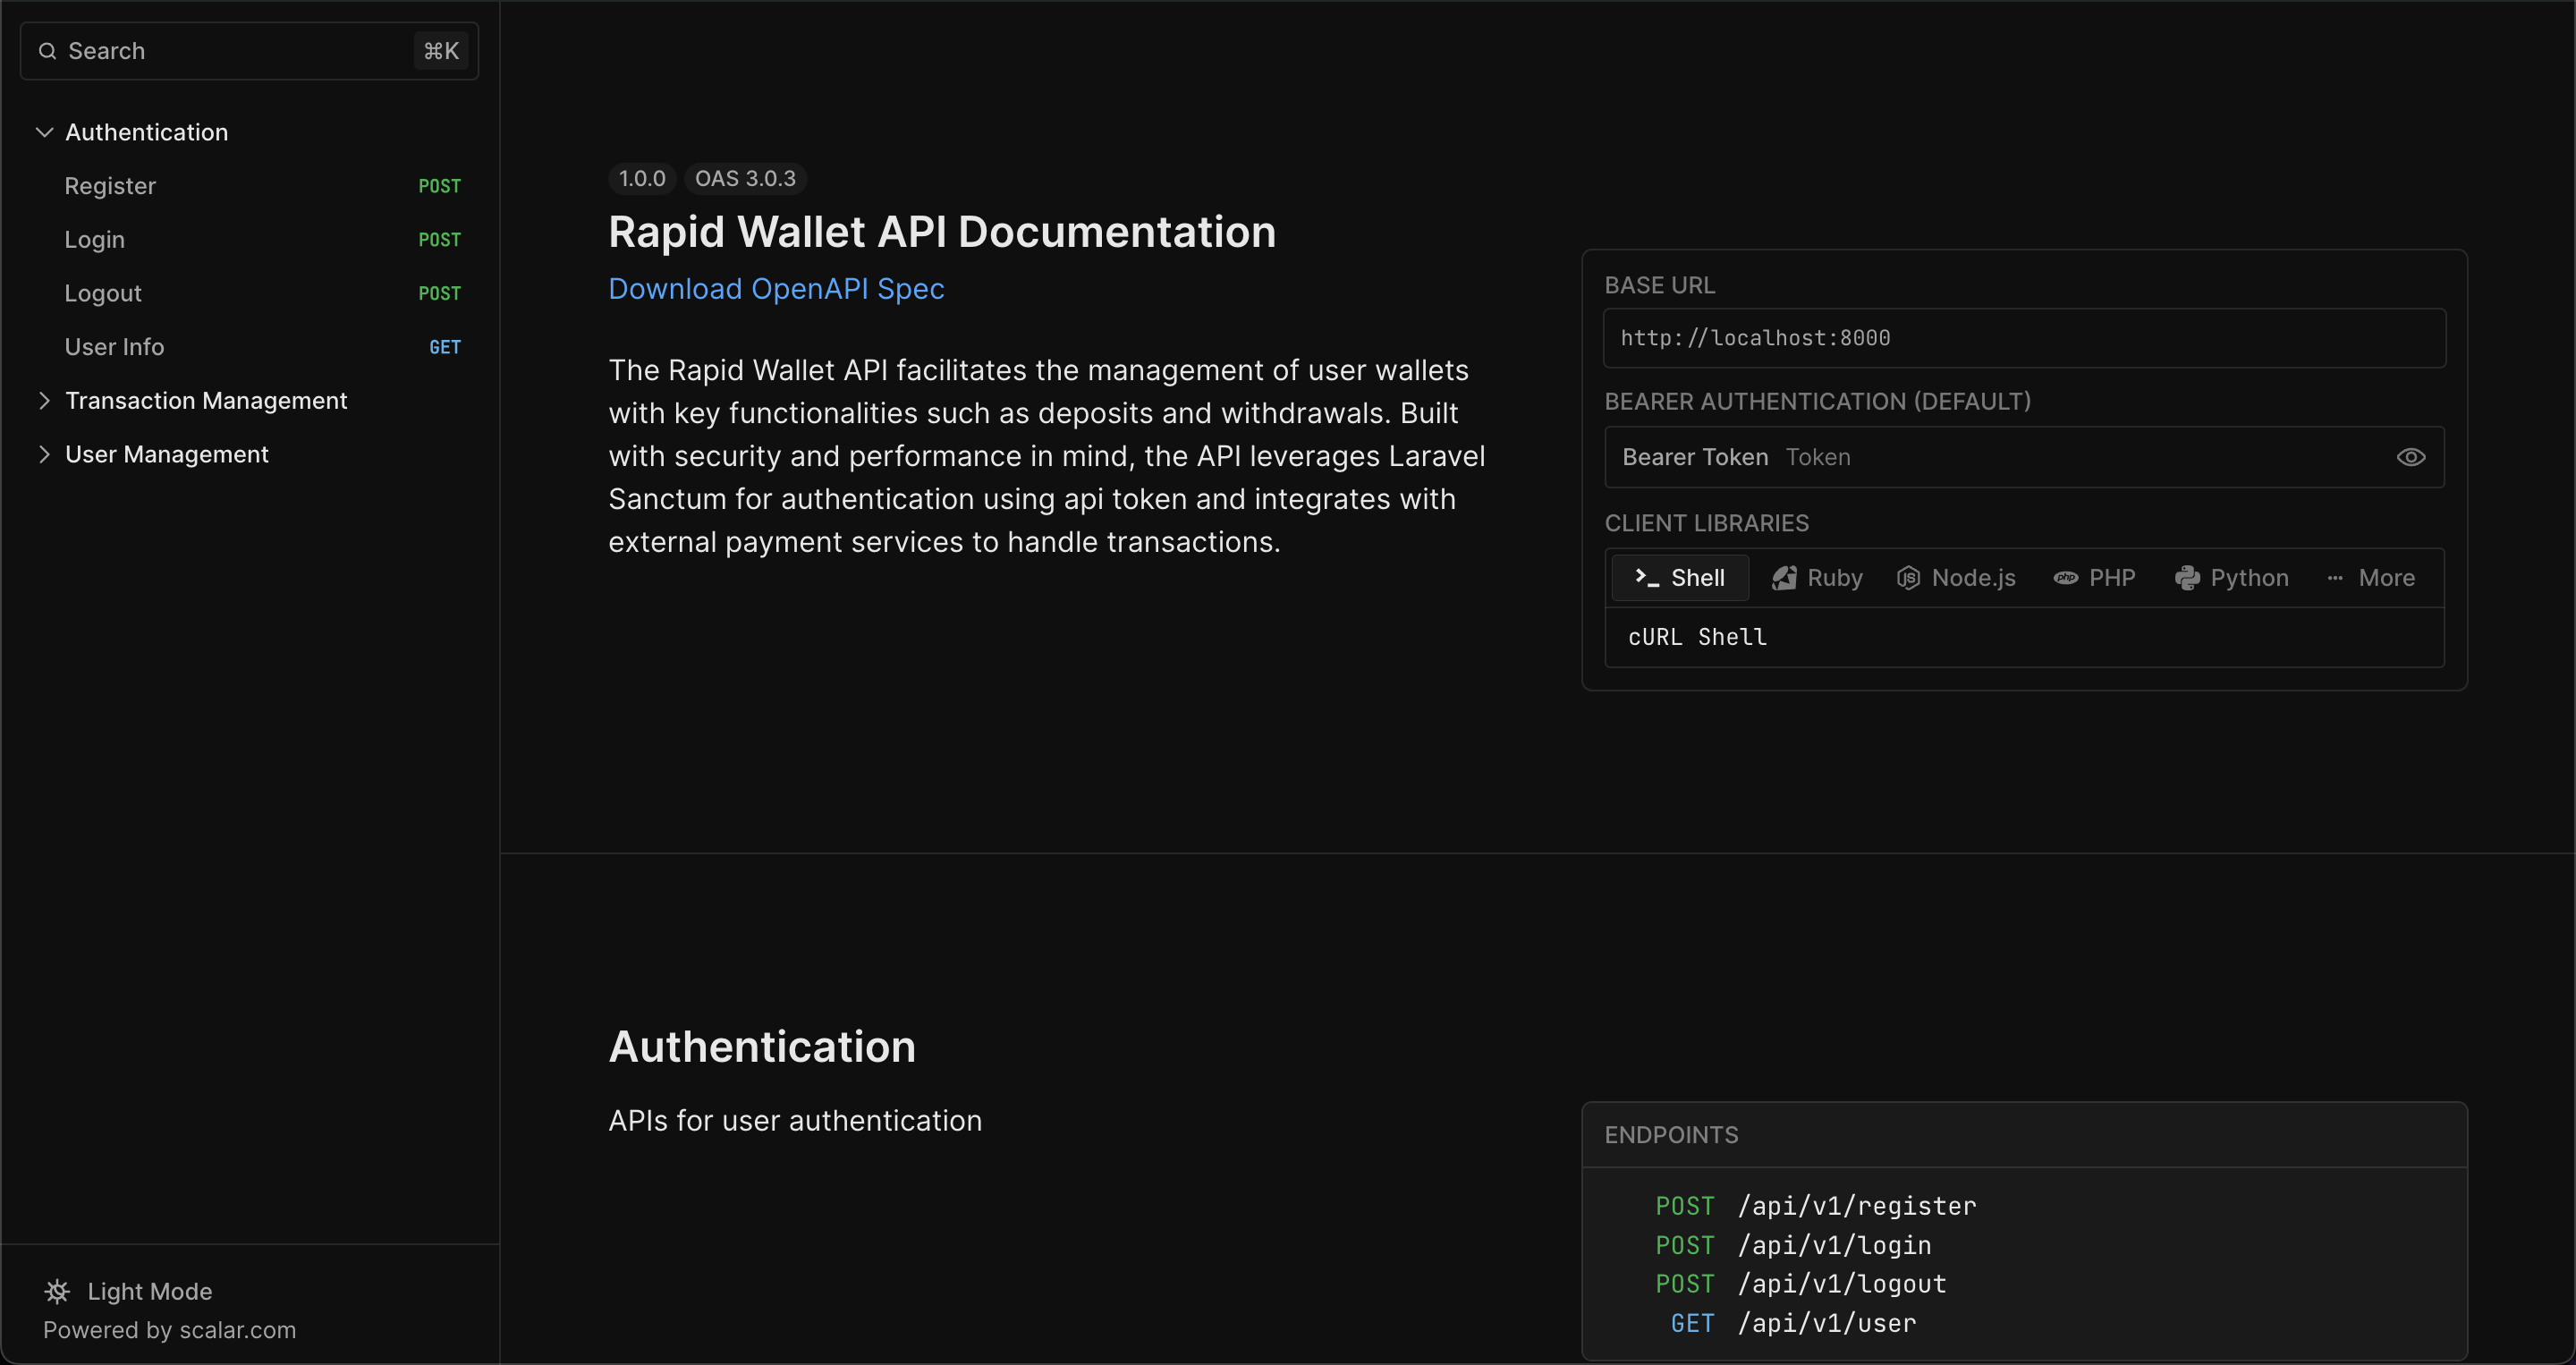 Search ⌘K
Authentication
Register POST
Login POST
Logout POST
User Info GET
Transaction Management
User Management
Light Mode
Powered by scalar.com
1.0.0 OAS 3.0.3
Rapid Wallet API Documentation
Download OpenAPI Spec
The Rapid Wallet API facilitates the management of user wallets
with key functionalities such as deposits and withdrawals. Built
with security and performance in mind, the API leverages Laravel
Sanctum for authentication using api token and integrates with
external payment services to handle transactions.
BASE URL
http://localhost:8000
BEARER AUTHENTICATION (DEFAULT)
Bearer Token Token
CLIENT LIBRARIES
Shell Ruby JS Node.js php PHP Python ··· More
cURL Shell
Authentication
APIs for user authentication
ENDPOINTS
POST /api/v1/register
POST /api/v1/login
POST /api/v1/logout
GET /api/v1/user